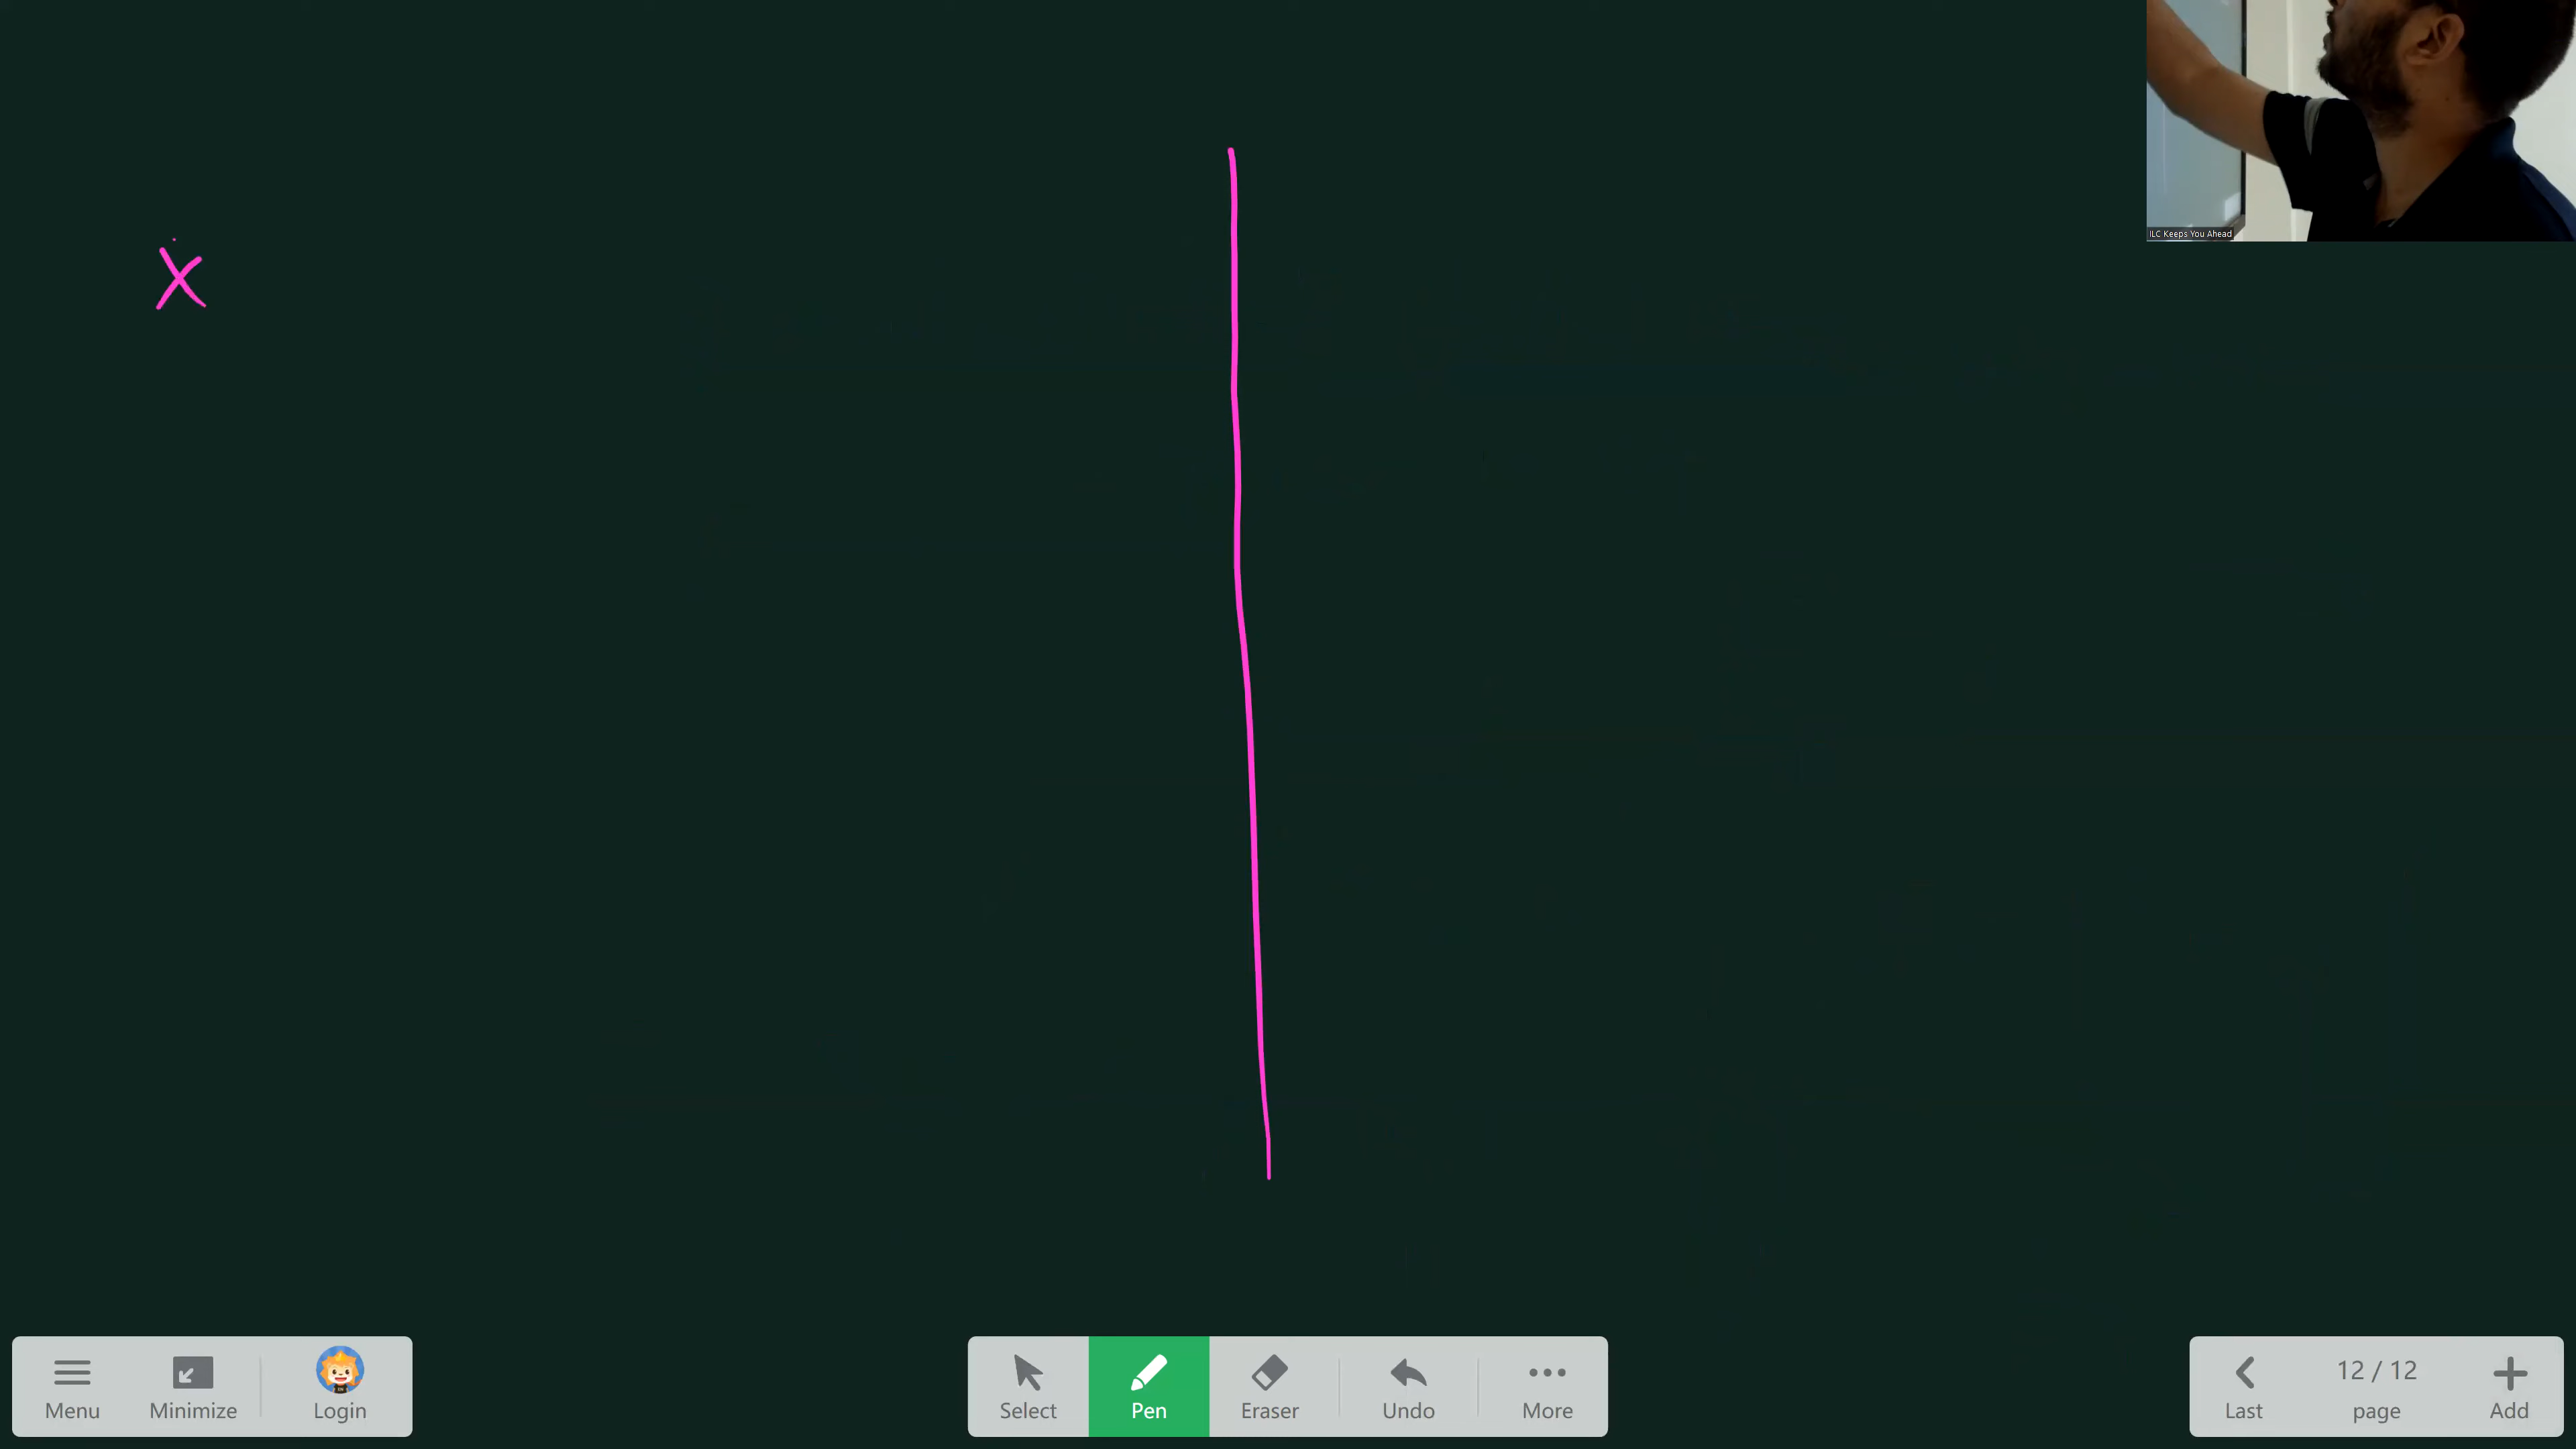 ILC Keeps You Ahead
X
Menu
Minimize
Login
Select
Pen
Eraser
Undo
More
Last
12 / 12
page
Add